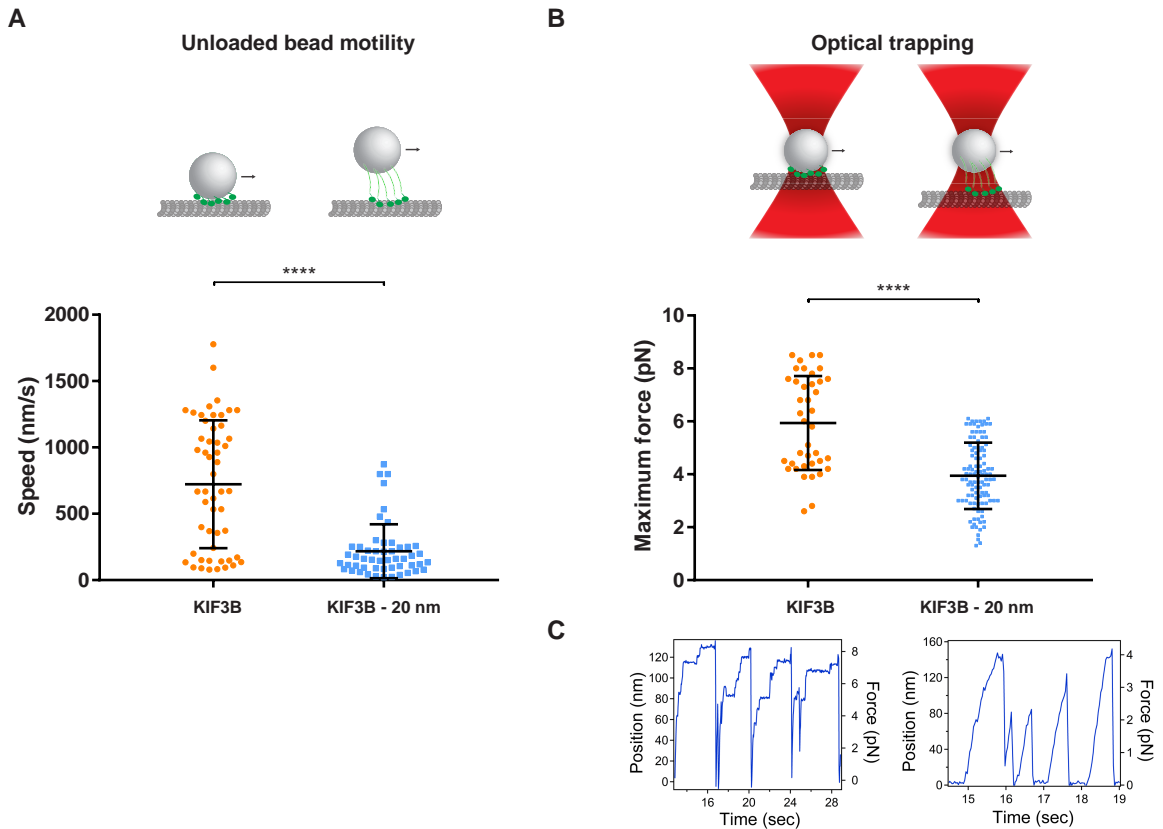 A
Unloaded bead motility
****
2000
1500
1000
500
0
Speed (nm/s)
KIF3B
KIF3B - 20 nm
B
Optical trapping
****
10
8
6
4
2
0
Maximum force (pN)
KIF3B
KIF3B - 20 nm
C
120
100
80
60
40
20
0
Position (nm)
8
6
4
2
0
Force (pN)
16 20 24 28
Time (sec)
160
120
80
40
0
Position (nm)
4
3
2
1
0
Force (pN)
15 16 17 18 19
Time (sec)